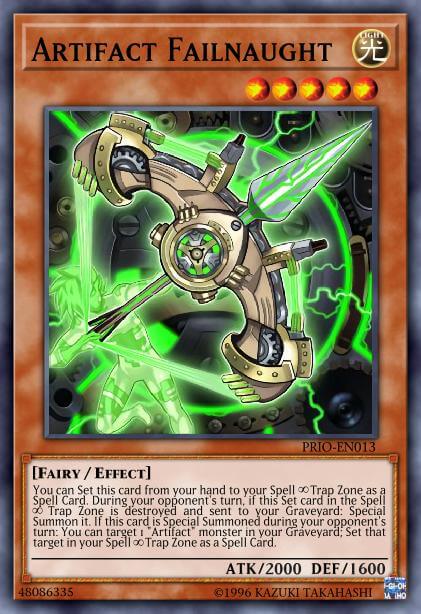 ARTIFACT FAILNAUGHT
LIGHT
光
PRIO-EN013
[FAIRY / EFFECT]
You can Set this card from your hand to your Spell ∞ Trap Zone as a
Spell Card. During your opponent's turn, if this Set card in the Spell
∞ Trap Zone is destroyed and sent to your Graveyard: Special
Summon it. If this card is Special Summoned during your opponent's
turn: You can target 1 "Artifact" monster in your Graveyard; Set that
target in your Spell ∞ Trap Zone as a Spell Card.
ATK/2000 DEF/1600
48086335
©1996 KAZUKI TAKAHASHI